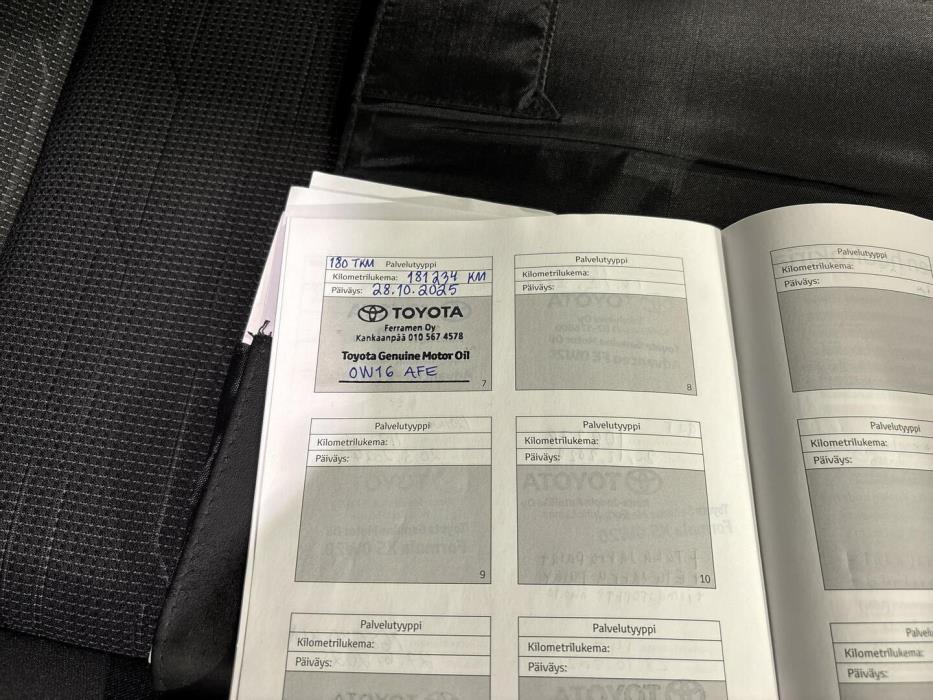 180 TKM Palvelutyyppi
Kilometrilukema: 181234 KM
Päiväys: 28.10.2025
TOYOTA
Ferramen Oy
Kankaanpää 010 567 4578
Toyota Genuine Motor Oil
0W16 AFE
7
Palvelutyyppi
Kilometrilukema:
Päiväys:
8
Palvelutyyppi
Kilometrilukema:
Päiväys:
Palvelutyyppi
Kilometrilukema:
Päiväys:
9
Palvelutyyppi
Kilometrilukema:
Päiväys:
TOYOTA
10
Palvelutyyppi
Kilometrilukema:
Päiväys:
Palvelutyyppi
Kilometrilukema:
Päiväys:
Palvelutyyppi
Kilometrilukema:
Päiväys:
Kilometrilukema:
Päiväys: